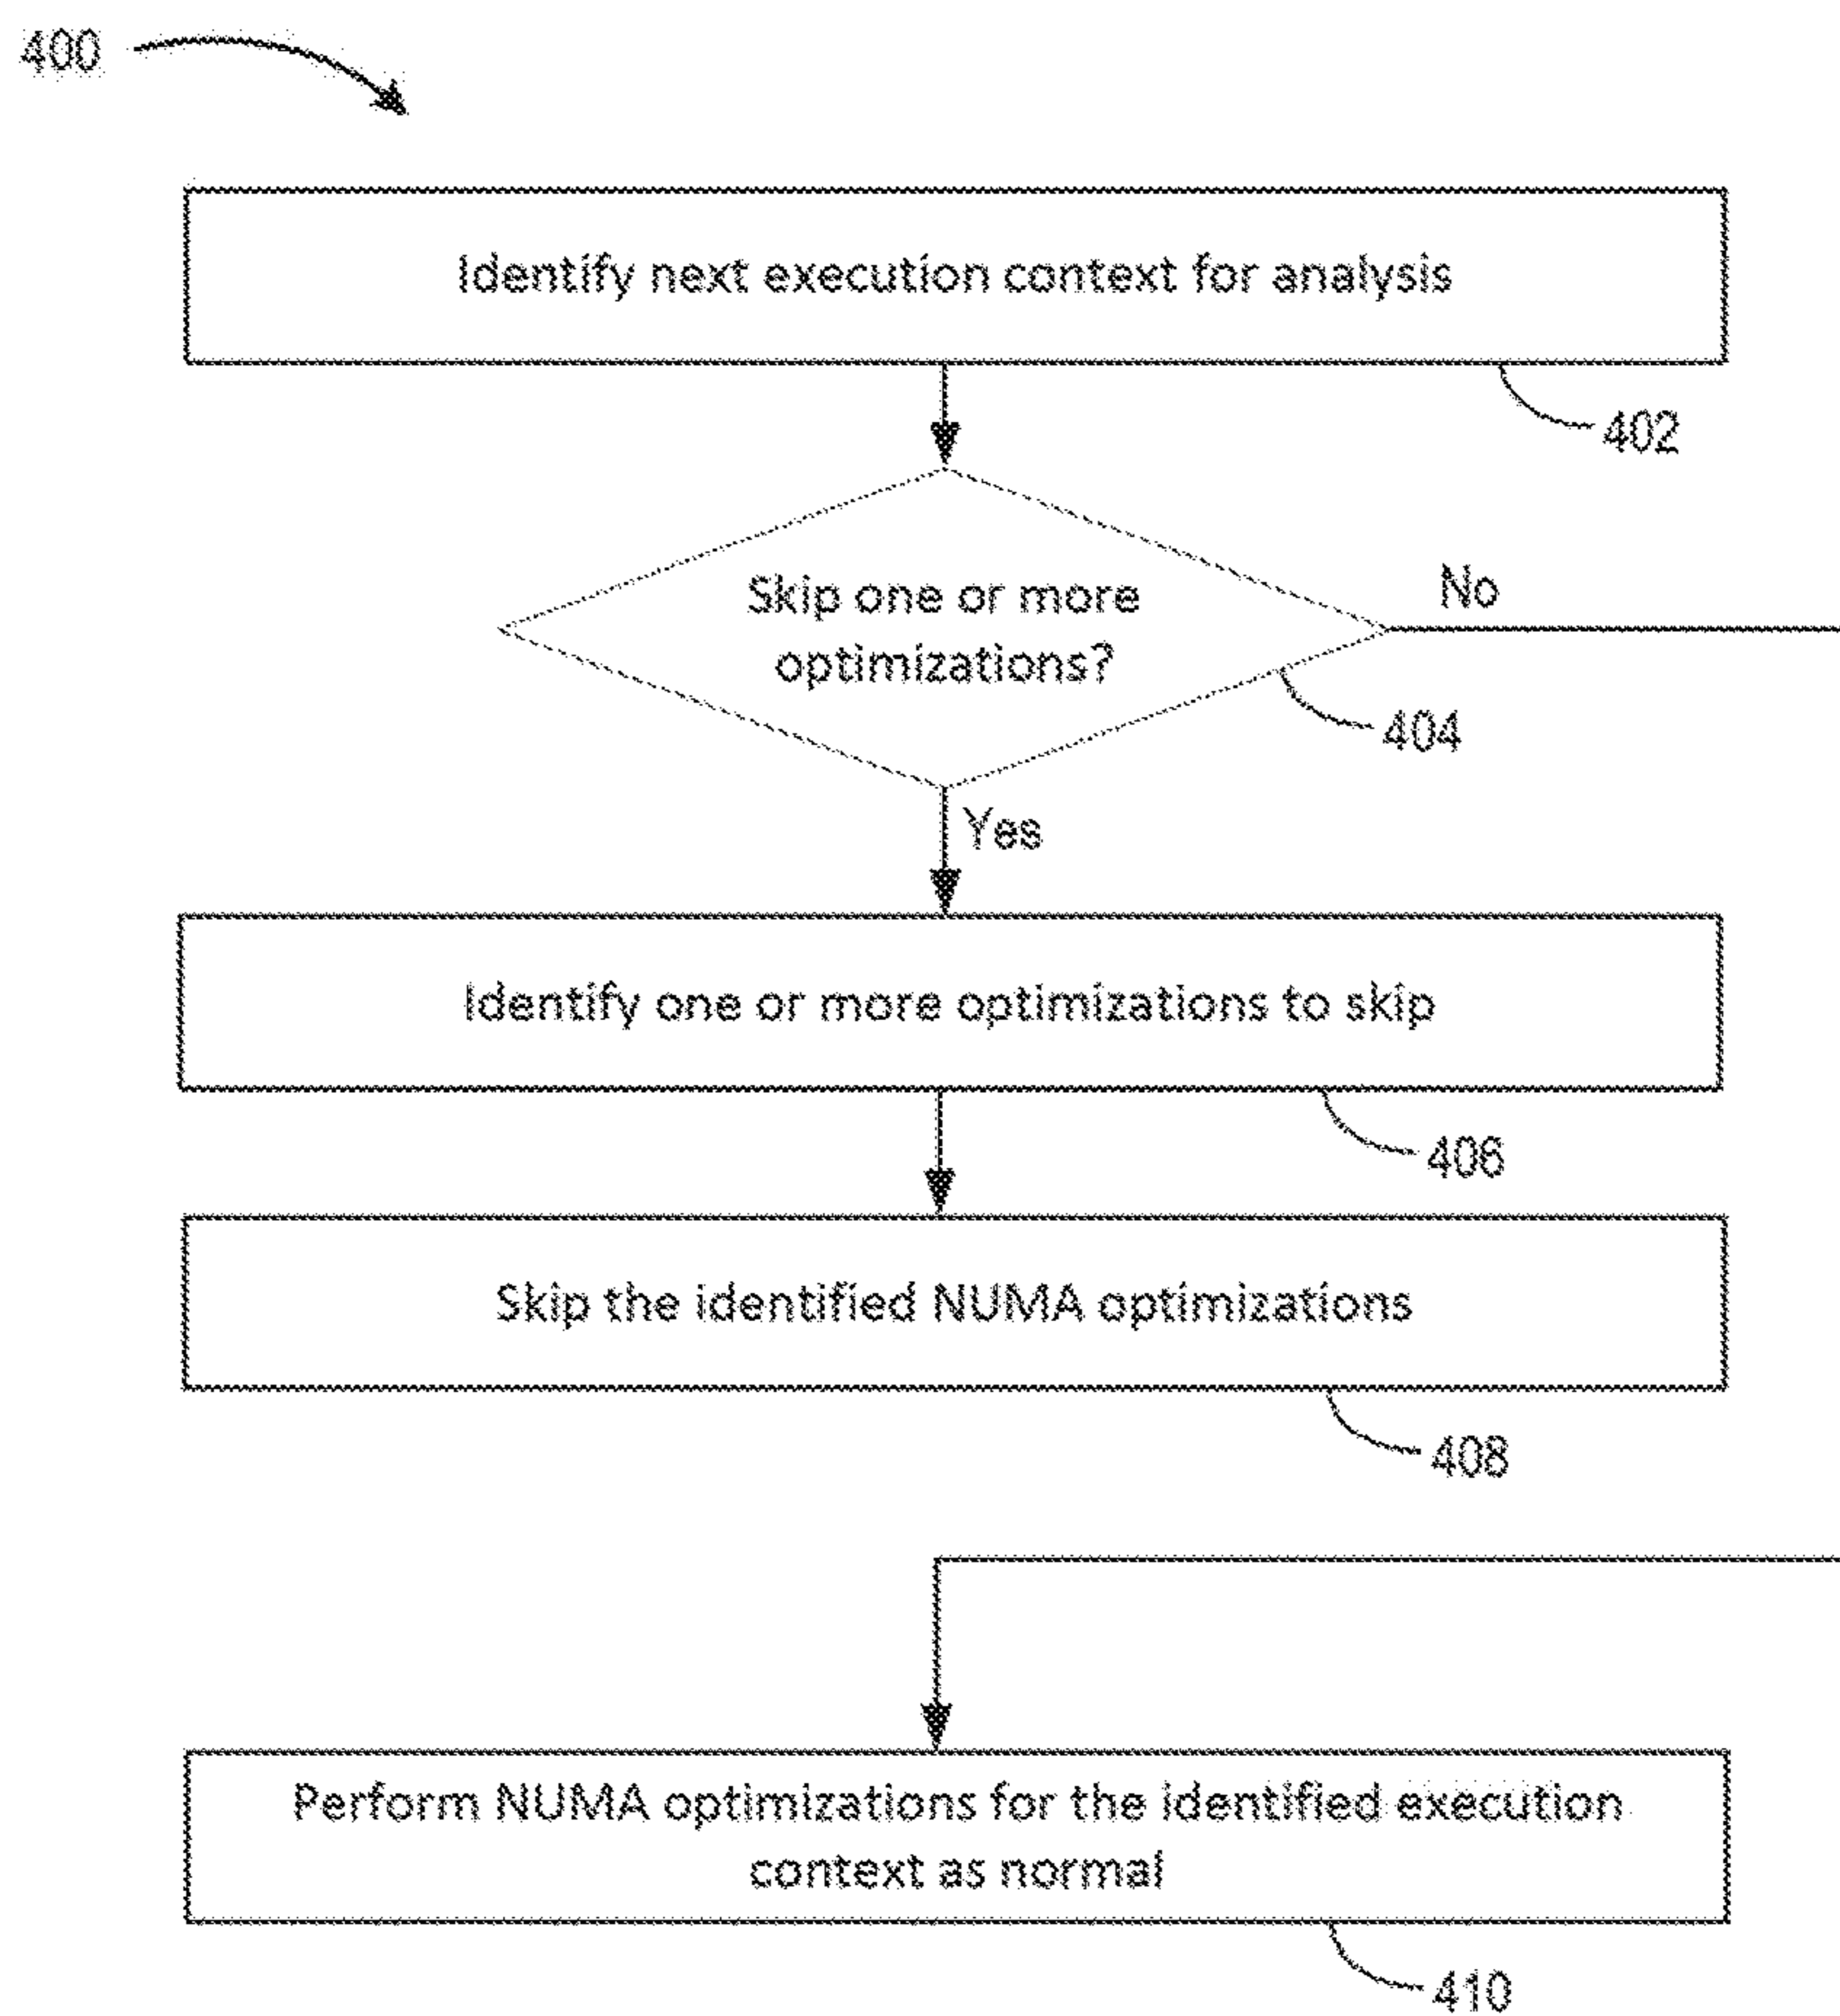 400
Identify next execution context for analysis
402
Skip one or more
optimizations?
No
404
Yes
Identify one or more optimizations to skip
406
Skip the identified NUMA optimizations
408
Perform NUMA optimizations for the identified execution
context as normal
410